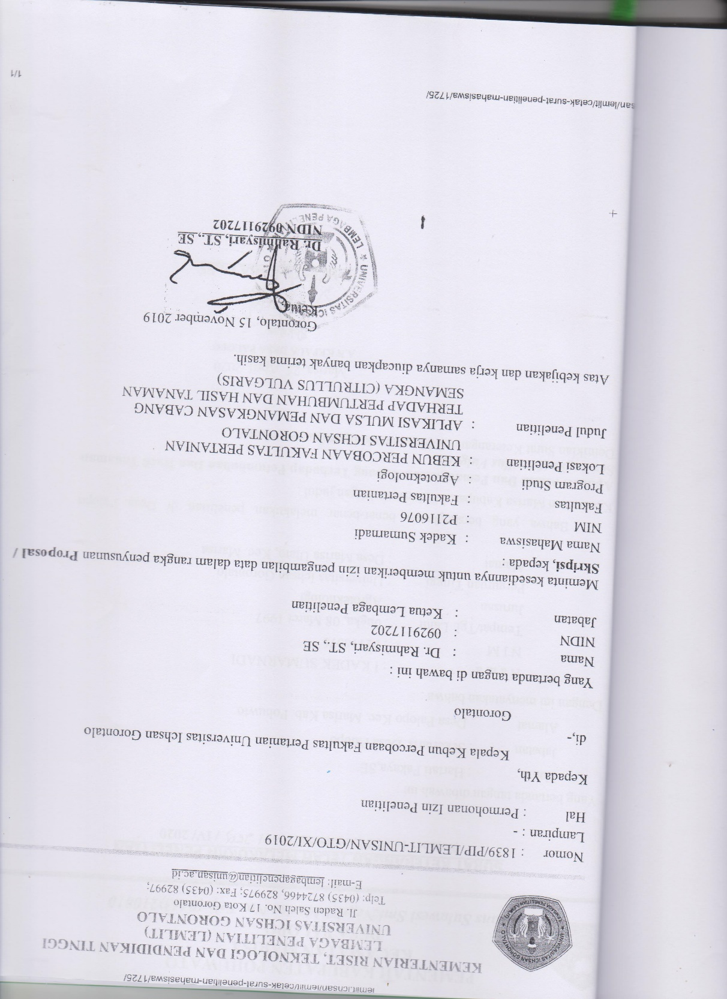 lemlit.ichsan/lemlit/cetak-surat-penelitian-mahasiswa/1725/
KEMENTERIAN RISET, TEKNOLOGI DAN PENDIDIKAN TINGGI
LEMBAGA PENELITIAN (LEMLIT)
UNIVERSITAS ICHSAN GORONTALO
Jl. Raden Saleh No. 17 Kota Gorontalo
Telp: (0435) 8724466, 829975; Fax: (0435) 82997;
E-mail: lembagapenelitian@unisan.ac.id
Nomor : 1839/PIP/LEMLIT-UNISAN/GTO/XI/2019
Lampiran : -
Hal : Permohonan Izin Penelitian
Kepada Yth,
Kepala Kebun Percobaan Fakultas Pertanian Universitas Ichsan Gorontalo
di,-
Gorontalo
Yang bertanda tangan di bawah ini :
Nama : Dr. Rahmisyari, ST., SE
NIDN : 0929117202
Jabatan : Ketua Lembaga Penelitian
Meminta kesediannya untuk memberikan izin pengambilan data dalam rangka penyusunan Proposal /
Skripsi, kepada :
Nama Mahasiswa : Kadek Sumarnadi
NIM : P2116076
Fakultas : Fakultas Pertanian
Program Studi : Agroteknologi
Lokasi Penelitian : KEBUN PERCOBAAN FAKULTAS PERTANIAN
UNIVERSITAS ICHSAN GORONTALO
Judul Penelitian : APLIKASI MULSA DAN PEMANGKASAN CABANG
TERHADAP PERTUMBUHAN DAN HASIL TANAMAN
SEMANGKA (CITRULLUS VULGARIS)
Atas kebijakan dan kerja samanya diucapkan banyak terima kasih.
Gorontalo, 15 November 2019
Ketua,
Dr. Rahmisyari, ST., SE
NIDN 0929117202
san/lemlit/cetak-surat-penelitian-mahasiswa/1725/
1/1